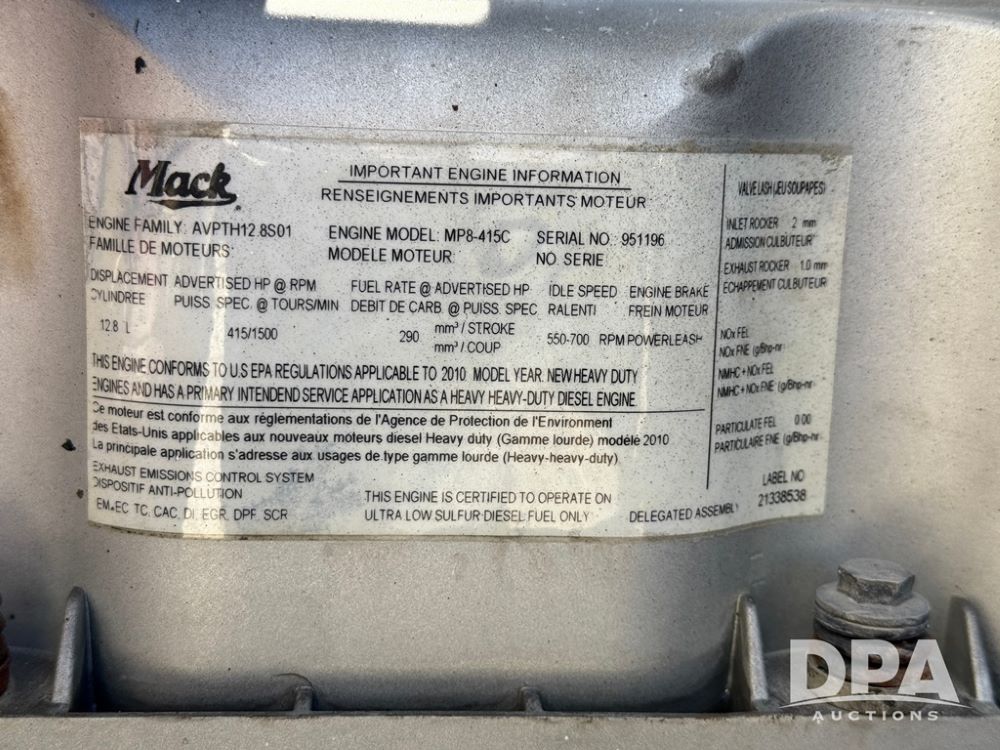 Mack
IMPORTANT ENGINE INFORMATION
RENSEIGNEMENTS IMPORTANTS MOTEUR
ENGINE FAMILY: AVPTH12.8S01
FAMILLE DE MOTEURS
ENGINE MODEL: MP8-415C
MODELE MOTEUR
SERIAL NO.: 951196
NO. SERIE
DISPLACEMENT
CYLINDREE
12.8 L
ADVERTISED HP @ RPM
PUISS. SPEC. @ TOURS/MIN
415/1500
FUEL RATE @ ADVERTISED HP
DEBIT DE CARB. @ PUISS. SPEC
290 mm³ / STROKE
mm³ / COUP
IDLE SPEED
RALENTI
550-700 RPM
ENGINE BRAKE
FREIN MOTEUR
POWERLEASH
THIS ENGINE CONFORMS TO U.S EPA REGULATIONS APPLICABLE TO 2010 MODEL YEAR. NEW HEAVY DUTY
ENGINES AND HAS A PRIMARY INTENDEND SERVICE APPLICATION AS A HEAVY HEAVY-DUTY DIESEL ENGINE.
Ce moteur est conforme aux réglementations de l'Agence de Protection de l'Environment
des Etats-Unis applicables aux nouveaux moteurs diesel Heavy duty (Gamme lourde) modèle 2010
La principale application s'adresse aux usages de type gamme lourde (Heavy-heavy-duty)
EXHAUST EMISSIONS CONTROL SYSTEM
DISPOSITIF ANTI-POLLUTION
EM-EC, TC, CAC, DI, EGR, DPF, SCR
THIS ENGINE IS CERTIFIED TO OPERATE ON
ULTRA LOW SULFUR DIESEL FUEL ONLY
DELEGATED ASSEMBLY
VALVE LASH (JEU SOUPAPES)
INLET ROCKER 2 mm
ADMISSION CULBUTEUR
EXHAUST ROCKER 1.0 mm
ECHAPPEMENT CULBUTEUR
NOx FEL
NOx FNE (g/Bhp-hr
NMHC + NOx FEL
NMHC + NOx FNE (g/Bhp-hr
PARTICULATE FEL 0.00
PARTICULAIRE FNE (g/Bhp-hr
LABEL NO
21338538
DPA
AUCTIONS